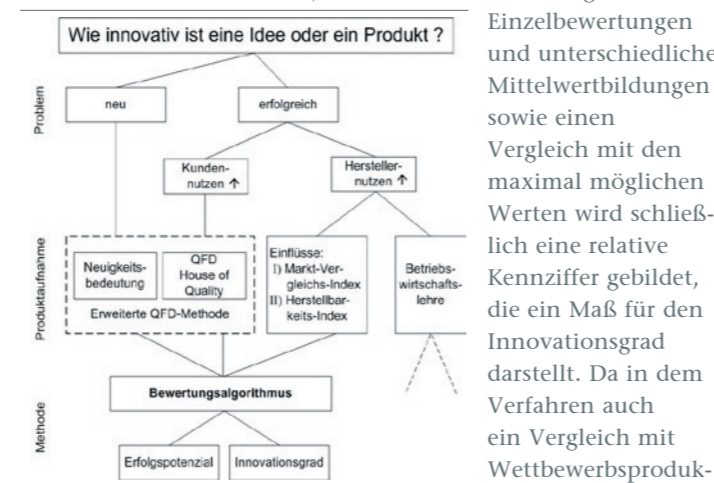 Wie innovativ ist eine Idee oder ein Produkt ?
Problem
neu
erfolgreich
Kunden-
nutzen ↑
Hersteller-
nutzen ↑
Produktaufnahme
Neuigkeits-
bedeutung
QFD
House of
Quality
Erweiterte QFD-Methode
Einflüsse:
I) Markt-Ver-
gleichs-Index
II) Herstellbar-
keits-Index
Betriebs-
wirtschafts-
lehre
Methode
Bewertungsalgorithmus
Erfolgspotenzial
Innovationsgrad
Einzelbewertungen
und unterschiedliche
Mittelwertbildungen
sowie einen
Vergleich mit den
maximal möglichen
Werten wird schließ-
lich eine relative
Kennziffer gebildet,
die ein Maß für den
Innovationsgrad
darstellt. Da in dem
Verfahren auch
ein Vergleich mit
Wettbewerbsproduk-